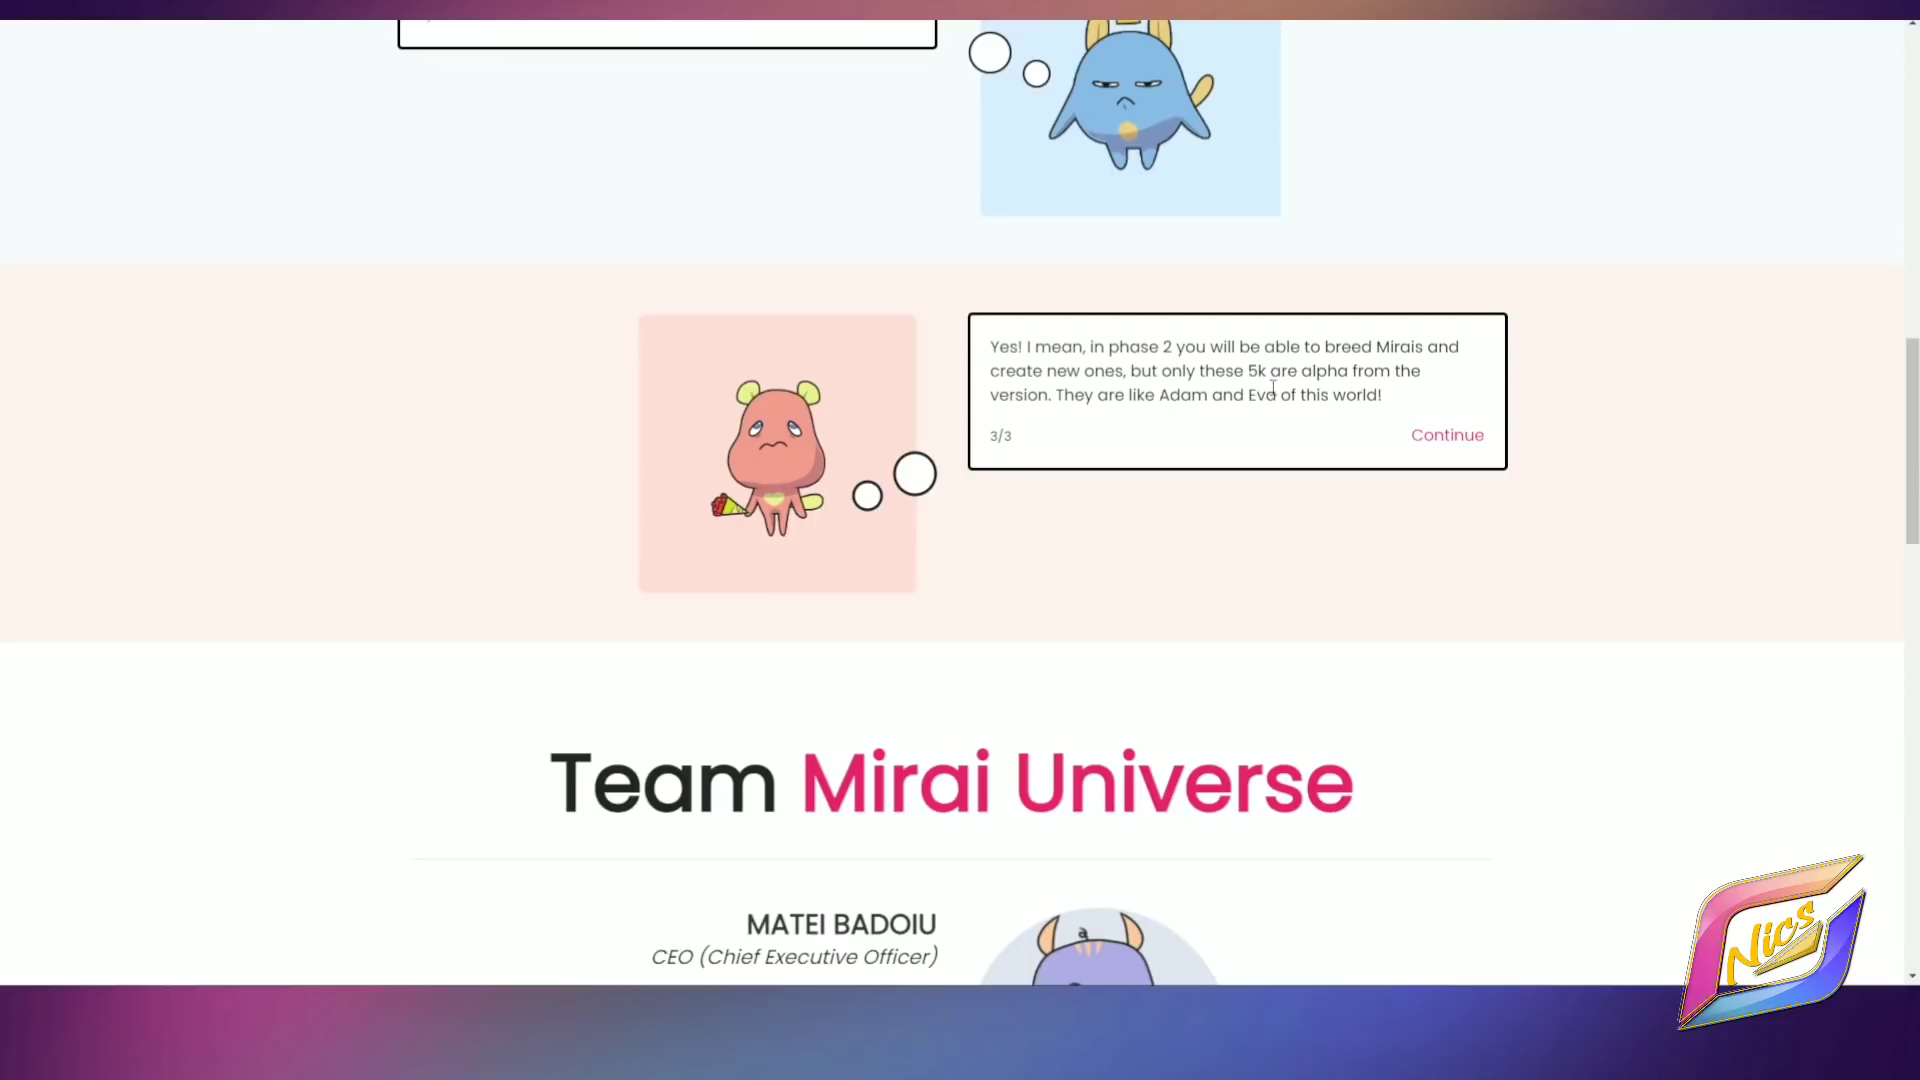 Yes! I mean, in phase 2 you will be able to breed Mirais and
create new ones, but only these 5k are alpha from the
version. They are like Adam and Eva of this world!
3/3
Continue
Team Mirai Universe
MATEI BADOIU
CEO (Chief Executive Officer)
Nics